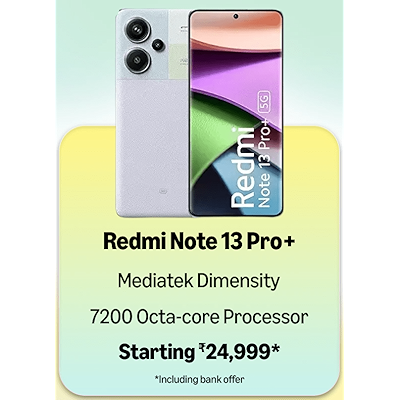 Redmi
Note 13 Pro+ 5G
Redmi Note 13 Pro+
Mediatek Dimensity
7200 Octa-core Processor
Starting ₹24,999*
*Including bank offer